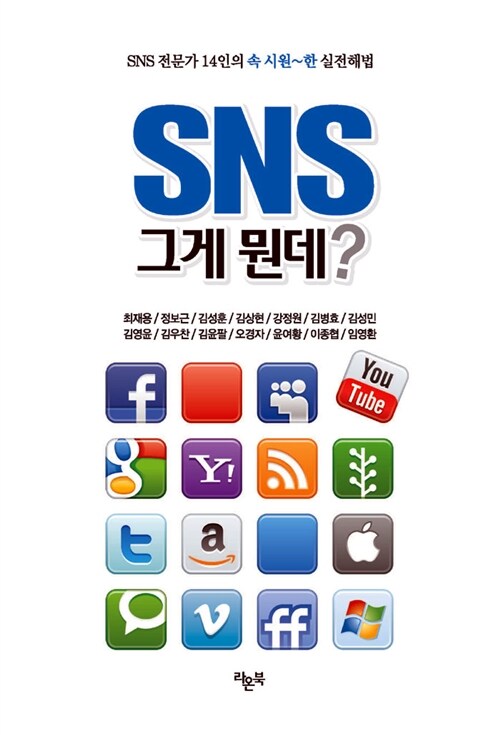 SNS 전문가 14인의 속 시원~한 실전해법
SNS
그게 뭔데?
최재용 / 정보근 / 김성훈 / 김상현 / 강정원 / 김병효 / 김성민
김영윤 / 김우찬 / 김윤팔 / 오경자 / 윤여황 / 이종협 / 임영환
f
You
Tube
g
Y!
t
a
v
ff
라온북